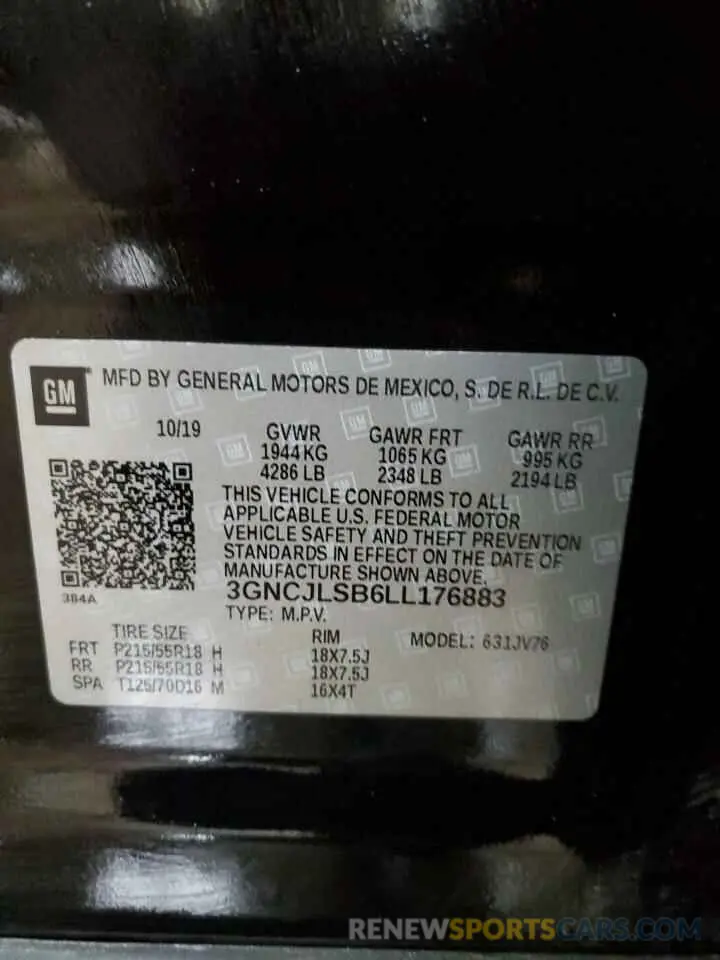 GM
MFD BY GENERAL MOTORS DE MEXICO, S. DE R.L. DE C.V.
10/19 GVWR GAWR FRT GAWR RR
1944 KG 1065 KG 995 KG
4286 LB 2348 LB 2194 LB
THIS VEHICLE CONFORMS TO ALL
APPLICABLE U.S. FEDERAL MOTOR
VEHICLE SAFETY AND THEFT PREVENTION
STANDARDS IN EFFECT ON THE DATE OF
MANUFACTURE SHOWN ABOVE.
384A
3GNCJLSB6LL176883
TYPE: M.P.V.
TIRE SIZE RIM MODEL: 631JV76
FRT P215/55R18 H 18X7.5J
RR P215/55R18 H 18X7.5J
SPA T125/70D16 M 16X4T
RENEWSPORTSCARS.COM